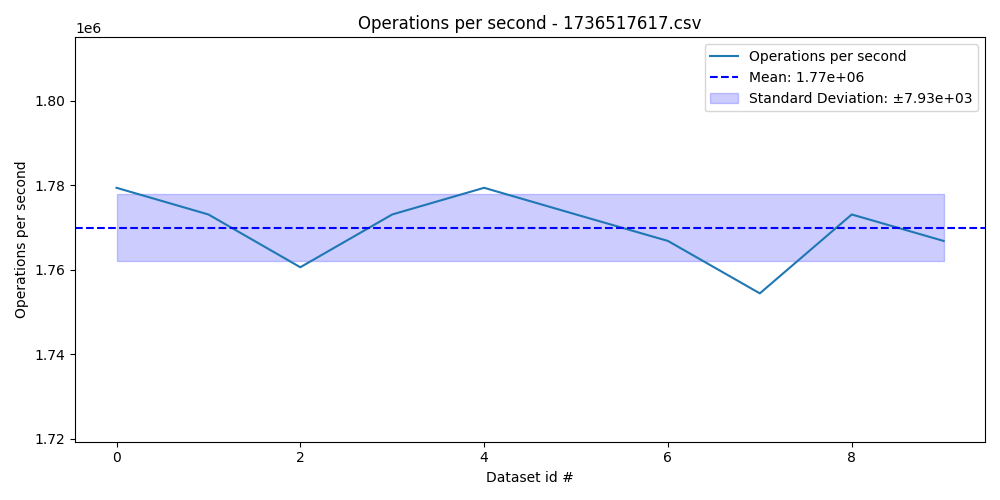 Operations per second - 1736517617.csv
1e6
Operations per second
Mean: 1.77e+06
Standard Deviation: ±7.93e+03
1.80
1.78
1.76
1.74
1.72
Operations per second
0 2 4 6 8
Dataset id #